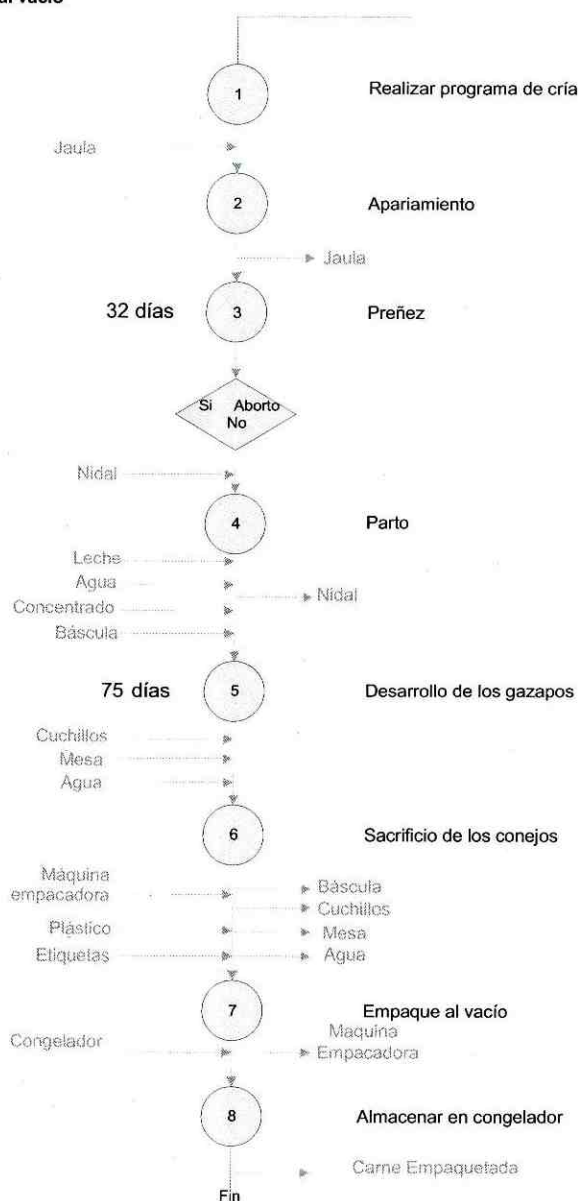 al vacío
1 Realizar programa de cría
Jaula
2 Apariamiento
Jaula
32 días 3 Preñez
Si Aborto
No
Nidal
4 Parto
Leche
Agua
Nidal
Concentrado
Báscula
75 días 5 Desarrollo de los gazapos
Cuchillos
Mesa
Agua
6 Sacrificio de los conejos
Máquina
empacadora
Báscula
Cuchillos
Plástico
Mesa
Etiquetas
Agua
7 Empaque al vacío
Congelador
Maquina
Empacadora
8 Almacenar en congelador
Carne Empaquetada
Fin